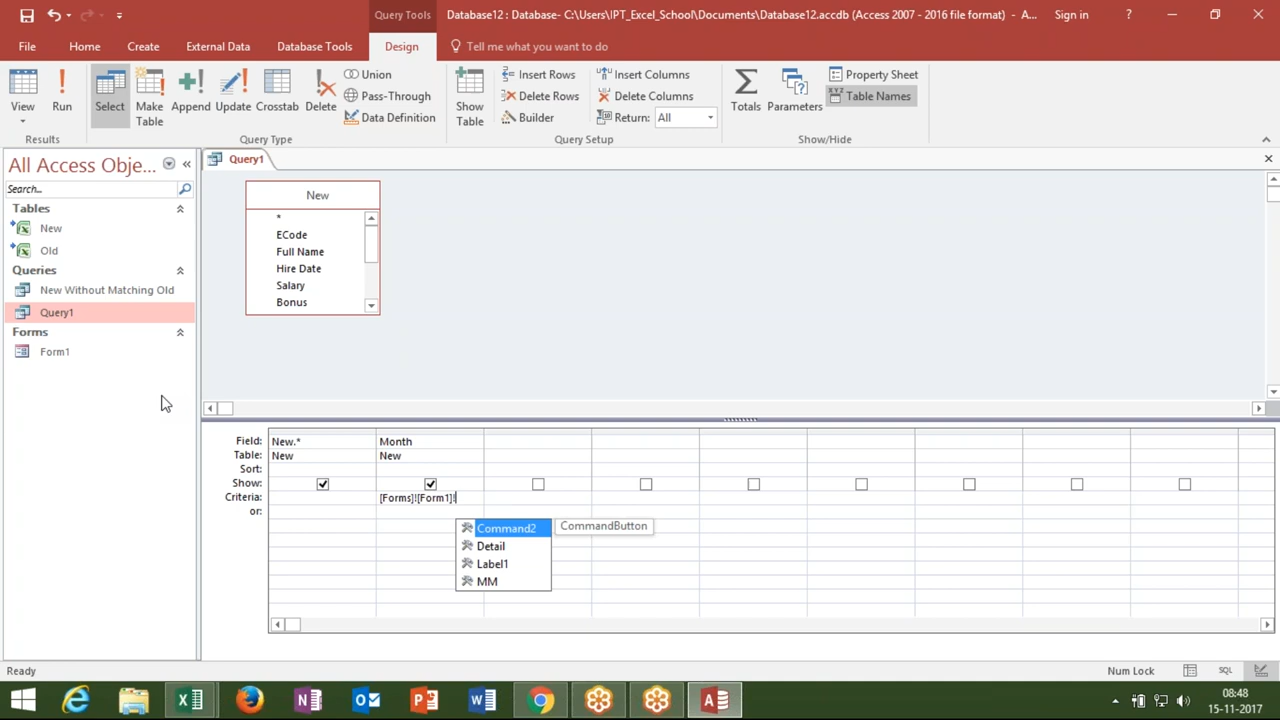 Query Tools
Database12 : Database- C:\Users\IPT_Excel_School\Documents\Database12.accdb (Access 2007 - 2016 file format) - A...
Sign in
?
File
Home
Create
External Data
Database Tools
Design
Tell me what you want to do
View
Run
Select
Make Table
Append
Update
Crosstab
Delete
Union
Pass-Through
Data Definition
Show Table
Insert Rows
Delete Rows
Builder
Insert Columns
Delete Columns
Return: All
Totals
Parameters
Property Sheet
Table Names
Results
Query Type
Query Setup
Show/Hide
All Access Obje...
Search...
Tables
New
Old
Queries
New Without Matching Old
Query1
Forms
Form1
Query1
New
*
ECode
Full Name
Hire Date
Salary
Bonus
Field: New.* Month
Table: New New
Sort:
Show:
Criteria: [Forms]![Form1]!
or:
Command2
CommandButton
Detail
Label1
MM
Ready
Num Lock
SQL
08:48
15-11-2017